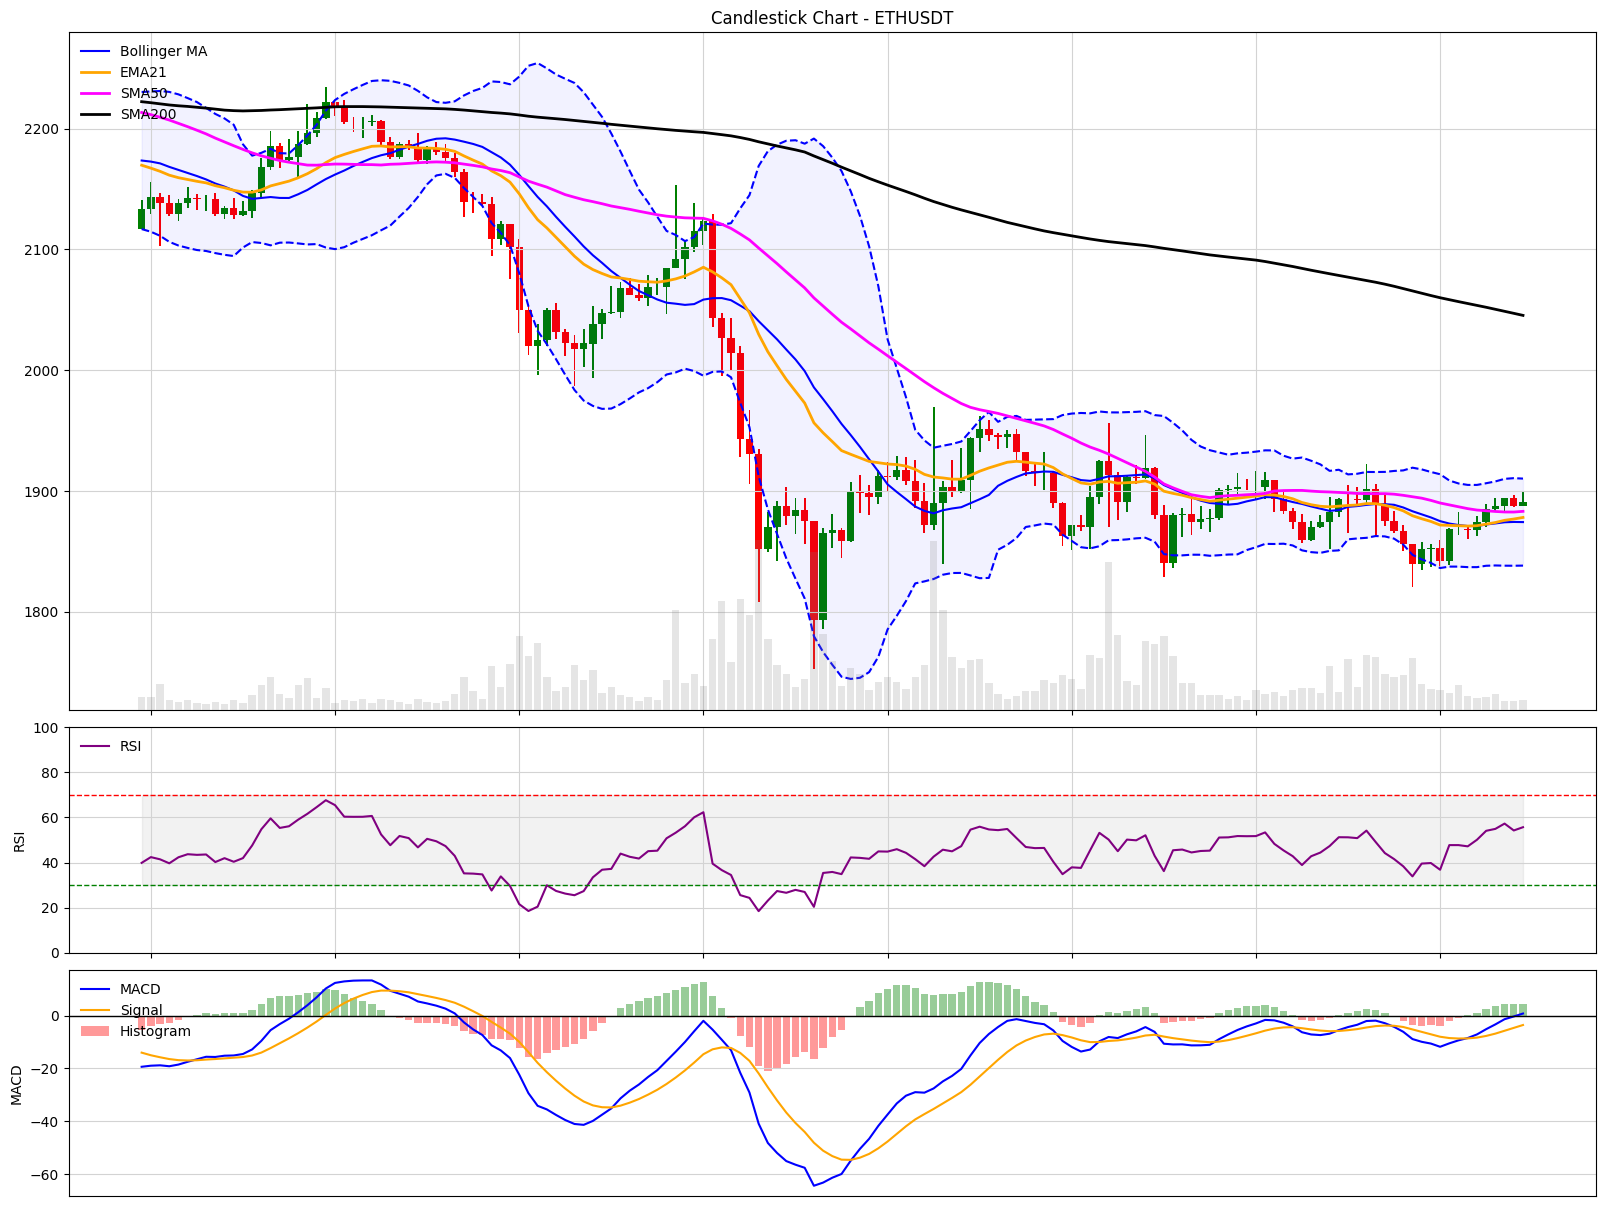 Candlestick Chart - ETHUSDT
Bollinger MA
EMA21
SMA50
SMA200
2200
2100
2000
1900
1800
RSI
100
80
60
40
20
0
RSI
MACD
Signal
Histogram
0
−20
−40
−60
MACD